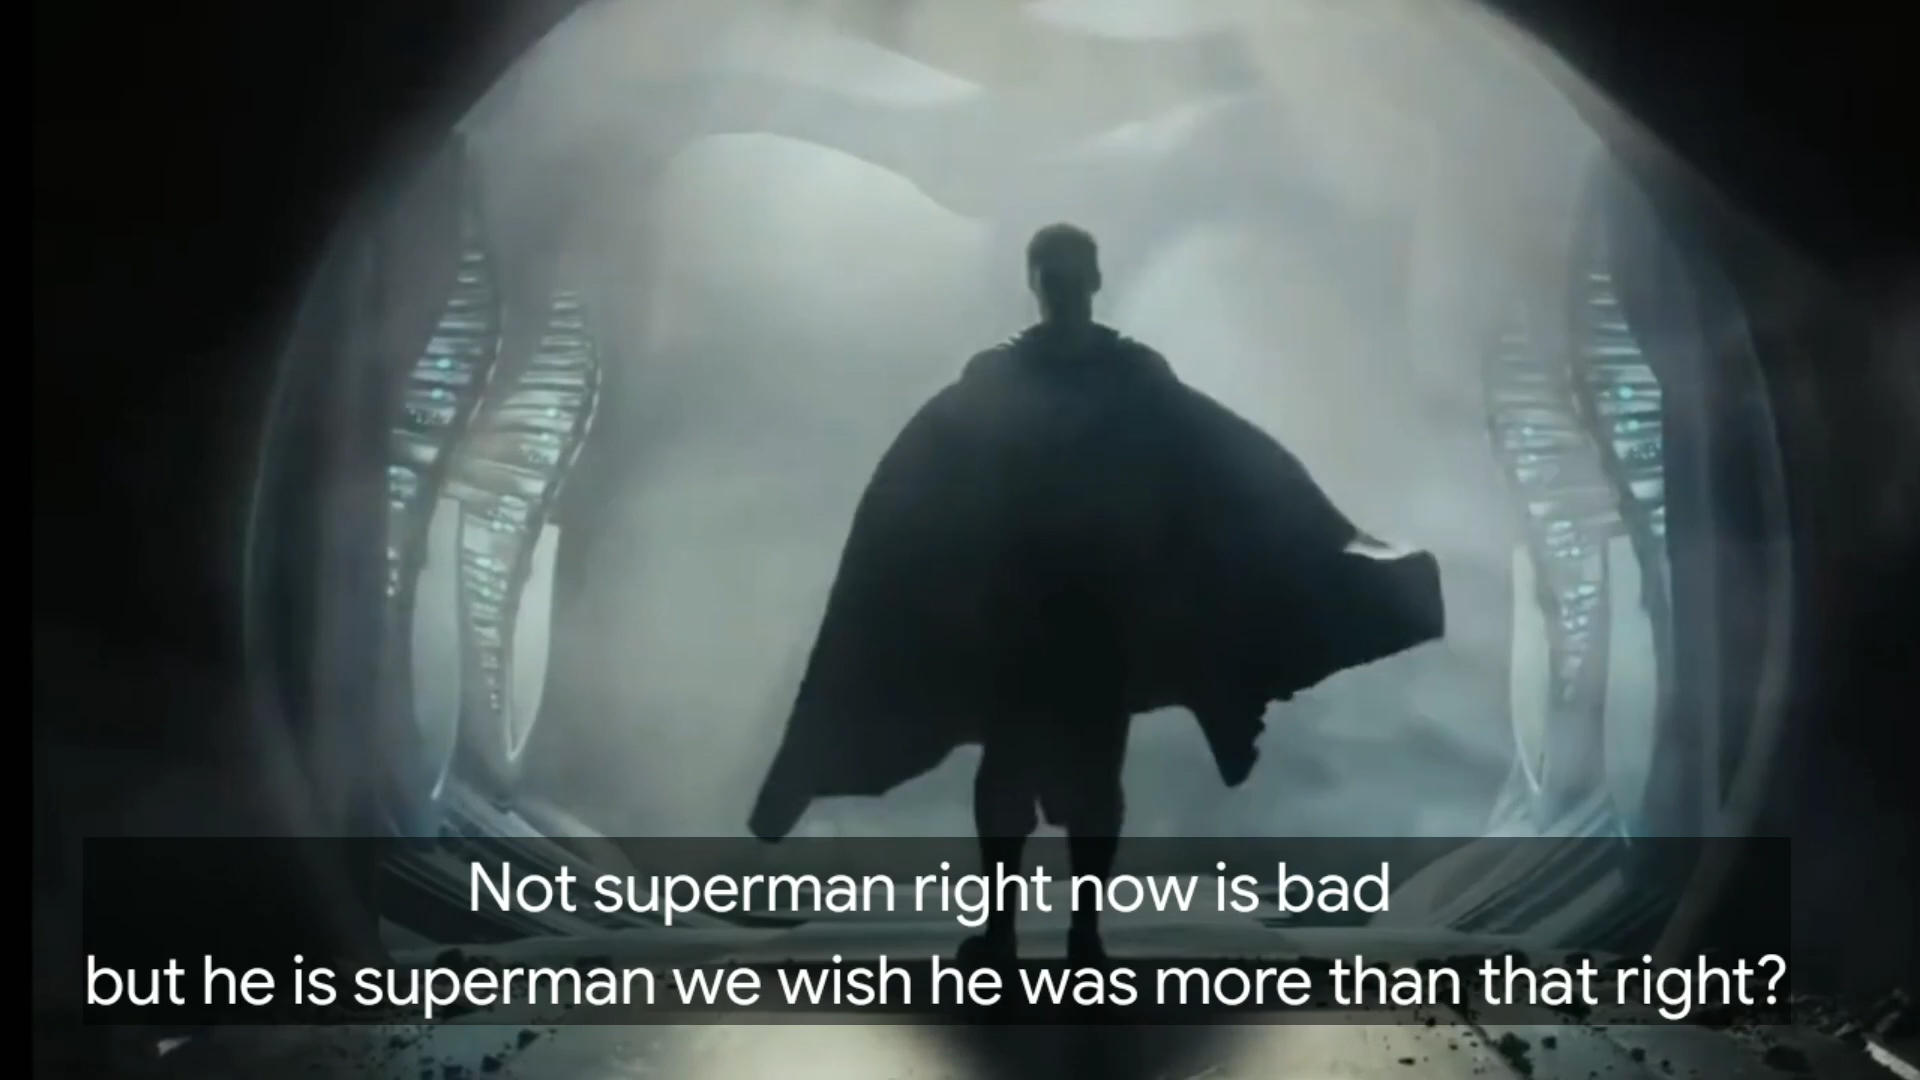 Not superman right now is bad
but he is superman we wish he was more than that right?